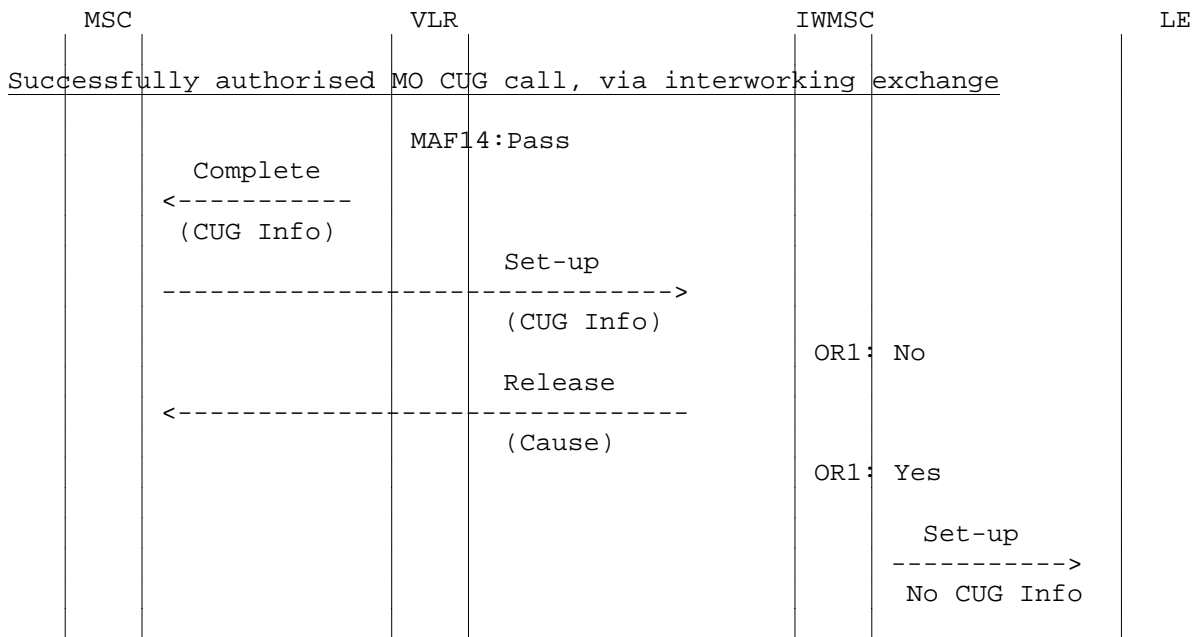 MSC VLR IWMSC LE
Successfully authorised MO CUG call, via interworking exchange
MAF14:Pass
Complete
<-----------
(CUG Info)
Set-up
-------------------------------->
(CUG Info)
OR1: No
Release
<--------------------------------
(Cause)
OR1: Yes
Set-up
----------->
No CUG Info